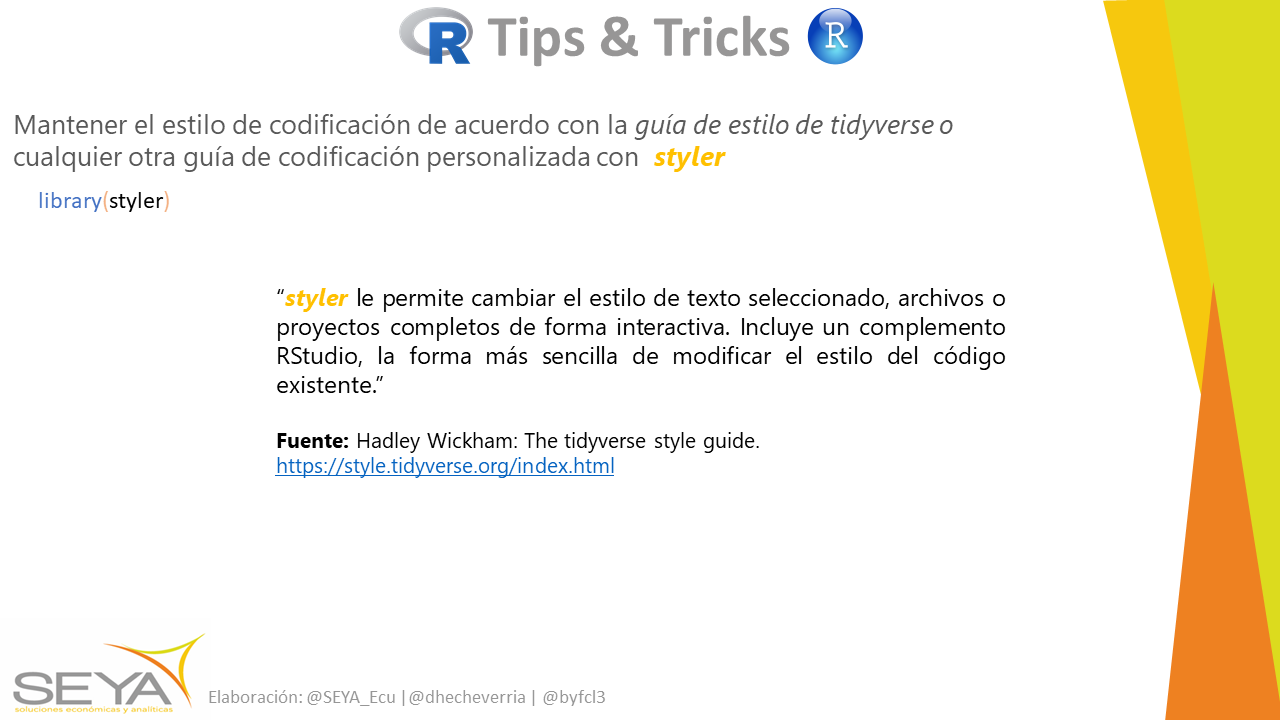 R Tips & Tricks R
Mantener el estilo de codificación de acuerdo con la guía de estilo de tidyverse o
cualquier otra guía de codificación personalizada con styler
library(styler)
“styler le permite cambiar el estilo de texto seleccionado, archivos o
proyectos completos de forma interactiva. Incluye un complemento
RStudio, la forma más sencilla de modificar el estilo del código
existente.”
Fuente: Hadley Wickham: The tidyverse style guide.
https://style.tidyverse.org/index.html
SEYA
soluciones económicas y analíticas
Elaboración: @SEYA_Ecu |@dhecheverria | @byfcl3